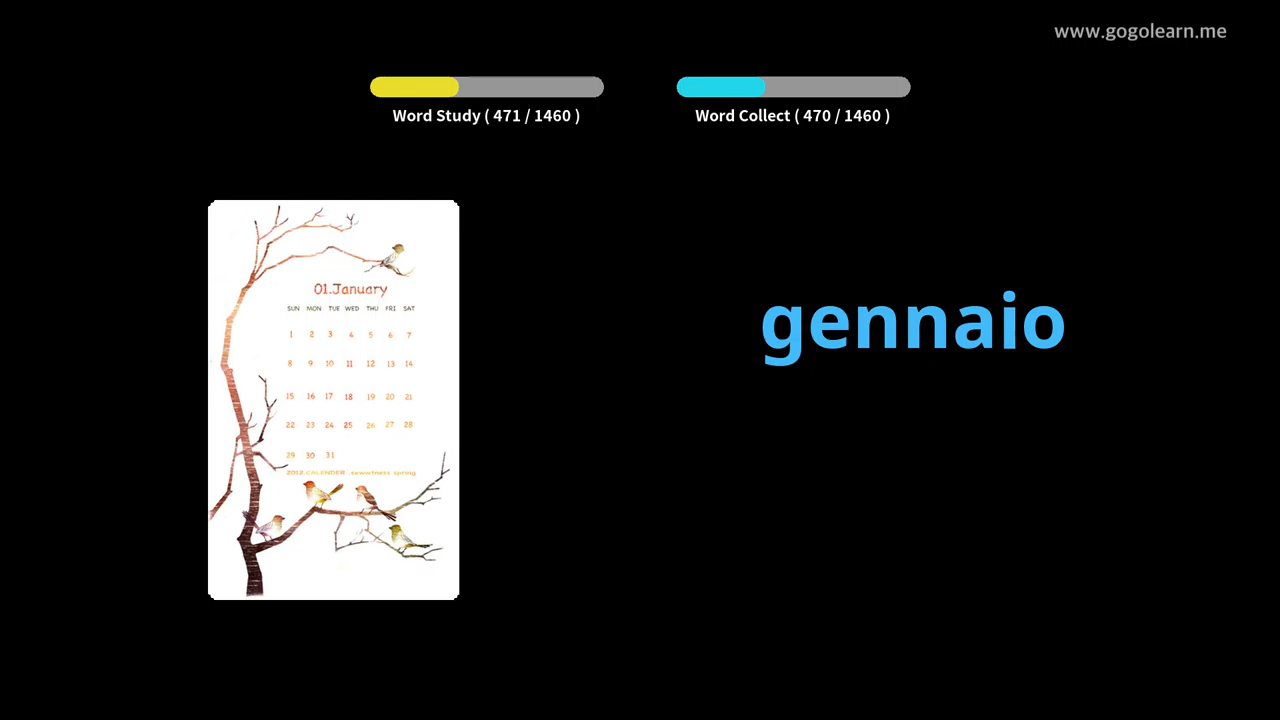 www.gogolearn.me
Word Study ( 471 / 1460 )
Word Collect ( 470 / 1460 )
01.January
SUN MON TUE WED THU FRI SAT
1 2 3 4 5 6 7
8 9 10 11 12 13 14
15 16 17 18 19 20 21
22 23 24 25 26 27 28
29 30 31
CALENDER spring
gennaio